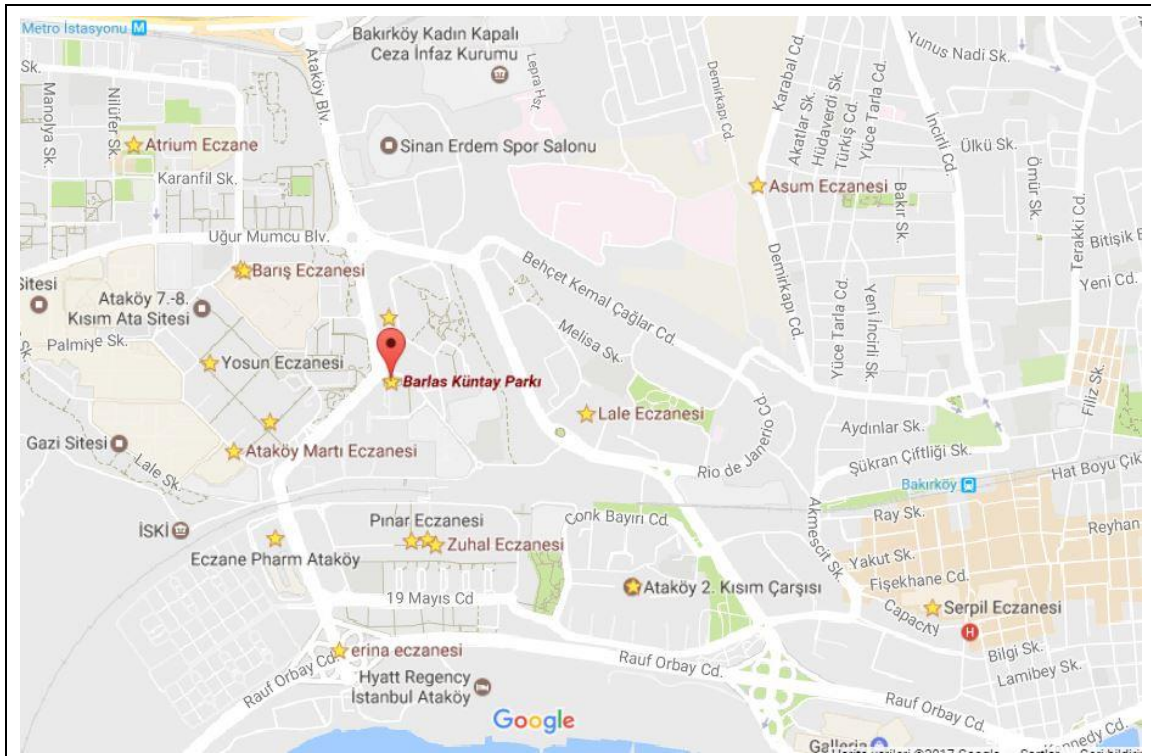 Metro İstasyonu M
Sk.
Manolya Sk.
Nilüfer Sk.
Atrium Eczane
Karanfil Sk.
Ataköy Blv.
Bakırköy Kadın Kapalı
Ceza İnfaz Kurumu
Lepra Hst
Sinan Erdem Spor Salonu
Demirkapı Cd.
Karabal Cd.
Akatlar Sk.
Hüdaverdi Sk.
Türkiş Cd.
Yüce Tarla Cd.
İncirli Cd.
Yunus Nadi Sk.
Ülkü Sk.
Ömür Sk.
Bakır Sk.
Terakki Cd.
Bitişik
Yeni Cd.
Asum Eczanesi
Uğur Mumcu Blv.
Barış Eczanesi
Sitesi
Ataköy 7.-8.
Kısım Ata Sitesi
Palmiye Sk.
Yosun Eczanesi
Barlas Küntay Parkı
Behçet Kemal Çağlar Cd.
Melisa Sk.
Demirkapı Cd.
Yüce Tarla Cd.
Yeni İncirli Sk.
Filiz Sk.
Lale Eczanesi
Gazi Sitesi
Ataköy Martı Eczanesi
Lale Sk.
Rio de Janerio Cd.
Aydınlar Sk.
Şükran Çiftliği Sk.
Hat Boyu Çık
Bakırköy
Ray Sk.
Reyhan
Akmescit Sk.
Yakut Sk.
Fişekhane Cd.
Capacity
Serpil Eczanesi
H
Bilgi Sk.
Lamibey Sk.
İSKİ
Eczane Pharm Ataköy
Pınar Eczanesi
Zuhal Eczanesi
Conk Bayırı Cd.
Ataköy 2. Kısım Çarşısı
19 Mayıs Cd
erina eczanesi
Rauf Orbay Cd.
Rauf Orbay Cd.
Rauf Orbay Cd.
Hyatt Regency
İstanbul Ataköy
Google
Galleria